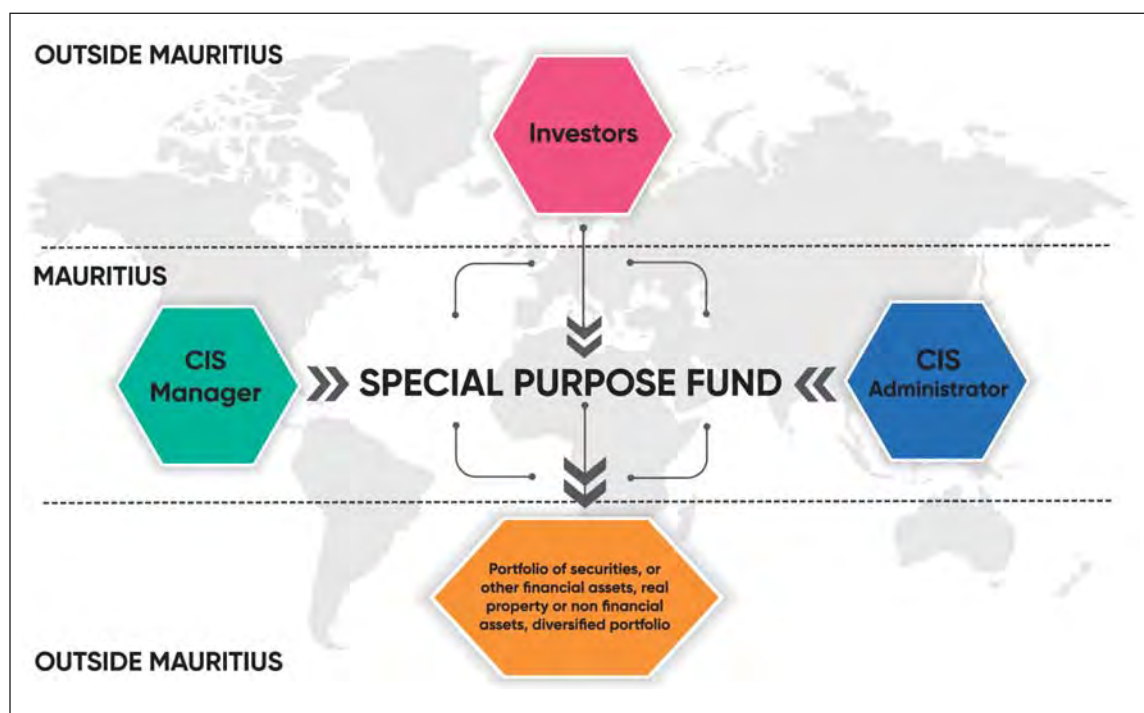 OUTSIDE MAURITIUS
Investors
MAURITIUS
CIS
Manager
SPECIAL PURPOSE FUND
CIS
Administrator
Portfolio of securities, or
other financial assets, real
property or non financial
assets, diversified portfolio
OUTSIDE MAURITIUS